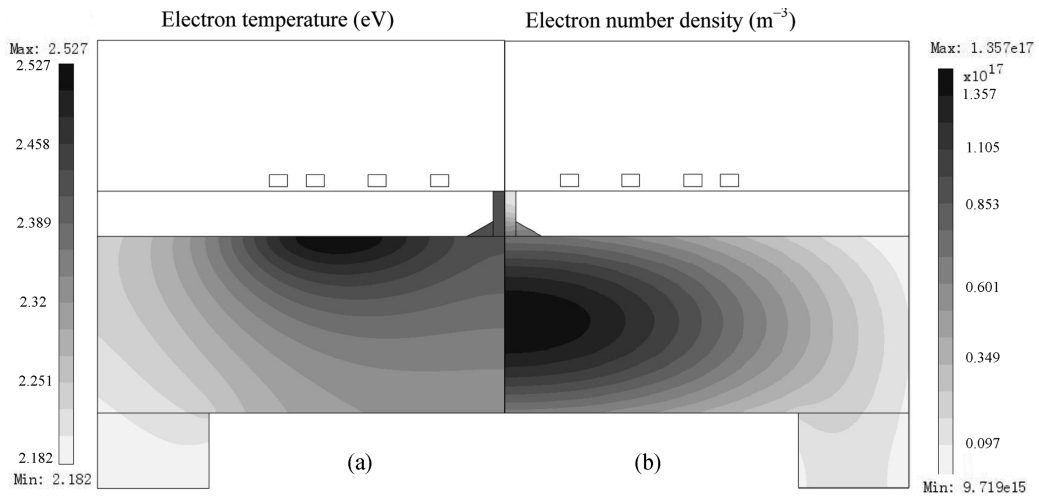 Electron temperature (eV)
Electron number density (m⁻³)
Max: 2.527
2.527
2.458
2.389
2.32
2.251
2.182
Min: 2.182
(a)
(b)
Max: 1.357e17
x10¹⁷
1.357
1.105
0.853
0.601
0.349
0.097
Min: 9.719e15